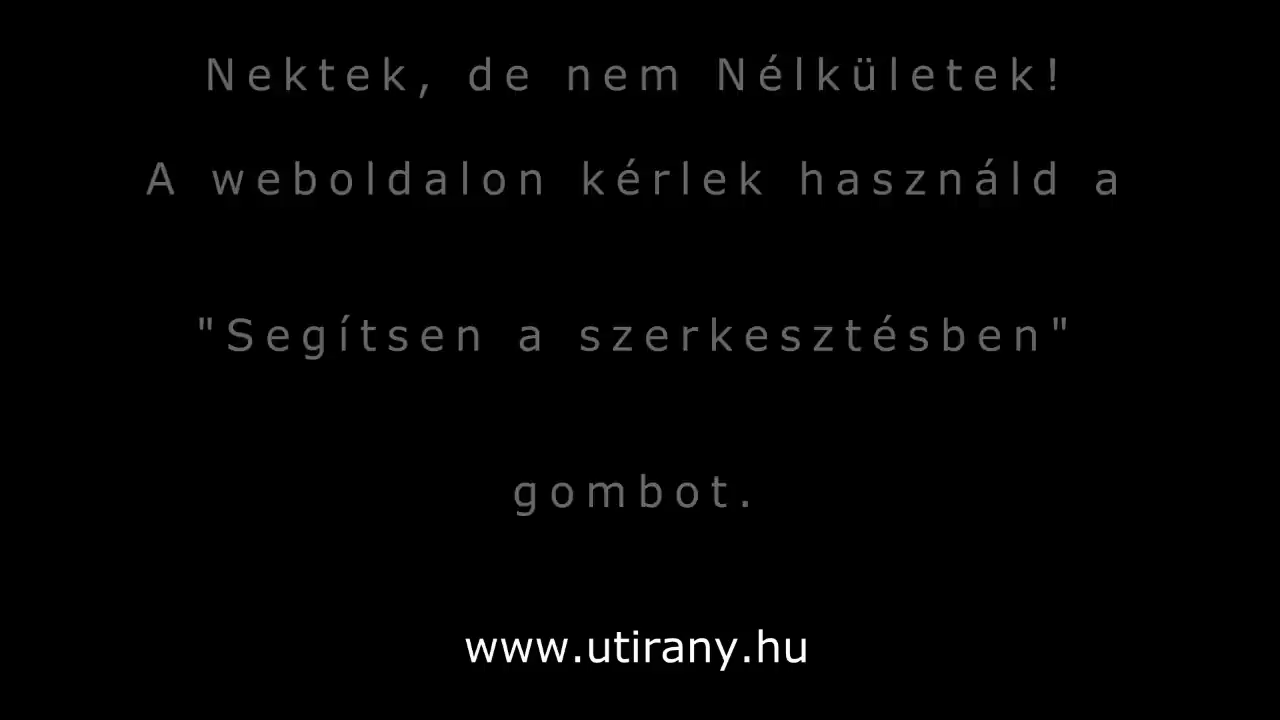 Nektek, de nem Nélkületek!
A weboldalon kérlek használd a
"Segítsen a szerkesztésben"
gombot.
www.utirany.hu